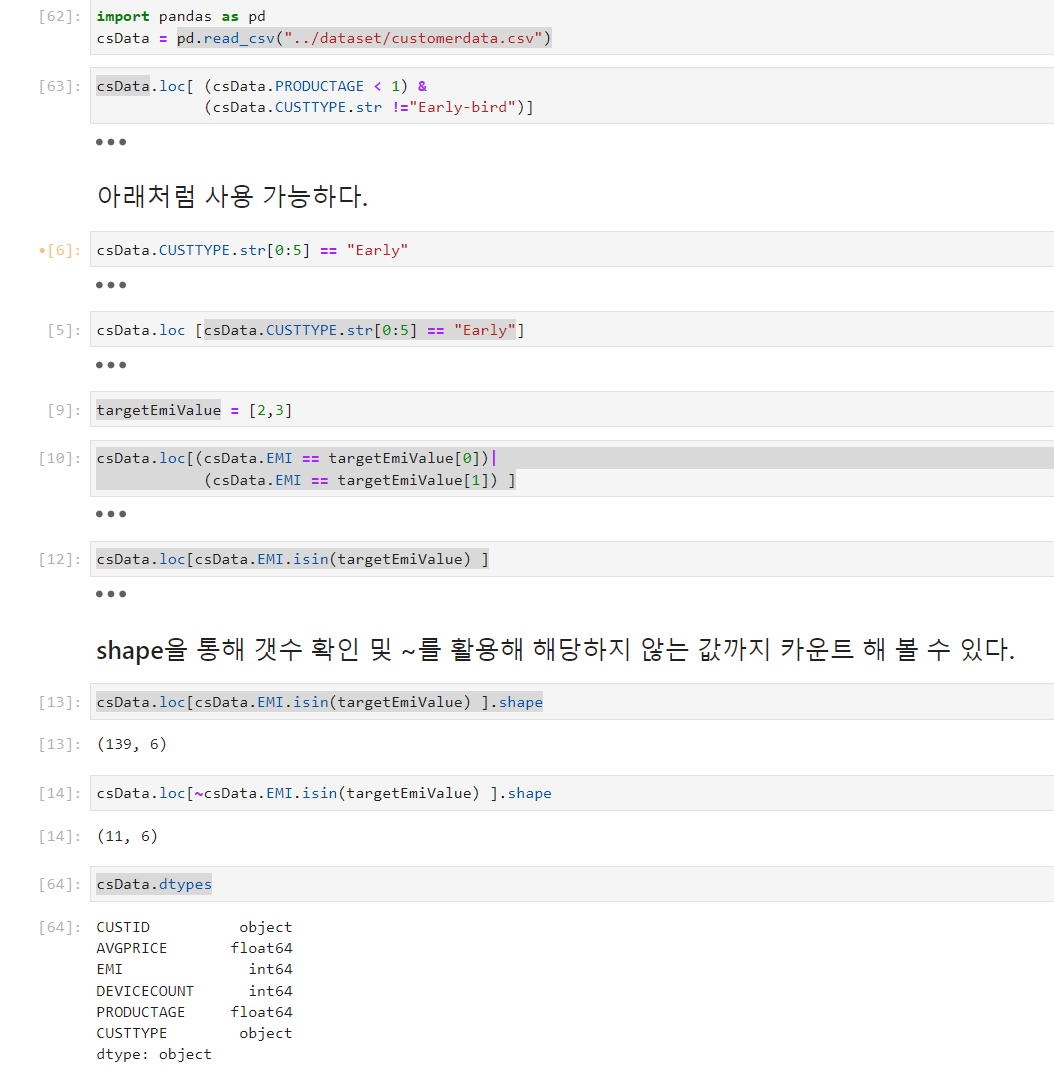 [62]: import pandas as pd
csData = pd.read_csv("../dataset/customerdata.csv")
[63]: csData.loc[ (csData.PRODUCTAGE < 1) &
(csData.CUSTTYPE.str !="Early-bird")]
아래처럼 사용 가능하다.
[6]: csData.CUSTTYPE.str[0:5] == "Early"
[5]: csData.loc [csData.CUSTTYPE.str[0:5] == "Early"]
[9]: targetEmiValue = [2,3]
[10]: csData.loc[(csData.EMI == targetEmiValue[0])|
(csData.EMI == targetEmiValue[1]) ]
[12]: csData.loc[csData.EMI.isin(targetEmiValue) ]
shape을 통해 갯수 확인 및 ~를 활용해 해당하지 않는 값까지 카운트 해 볼 수 있다.
[13]: csData.loc[csData.EMI.isin(targetEmiValue) ].shape
[13]: (139, 6)
[14]: csData.loc[~csData.EMI.isin(targetEmiValue) ].shape
[14]: (11, 6)
[64]: csData.dtypes
[64]: CUSTID object
AVGPRICE float64
EMI int64
DEVICECOUNT int64
PRODUCTAGE float64
CUSTTYPE object
dtype: object